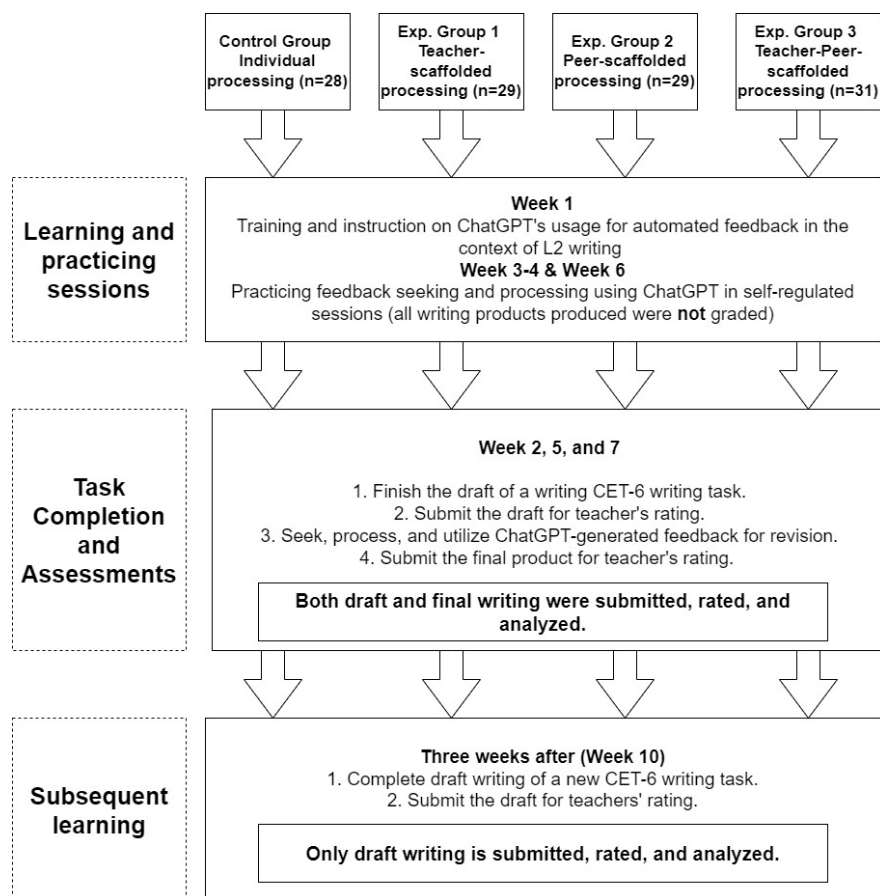 Control Group
Individual
processing (n=28)
Exp. Group 1
Teacher-
scaffolded
processing (n=29)
Exp. Group 2
Peer-scaffolded
processing (n=29)
Exp. Group 3
Teacher-Peer-
scaffolded
processing (n=31)
Learning and
practicing
sessions
Week 1
Training and instruction on ChatGPT's usage for automated feedback in the
context of L2 writing
Week 3-4 & Week 6
Practicing feedback seeking and processing using ChatGPT in self-regulated
sessions (all writing products produced were not graded)
Task
Completion
and
Assessments
Week 2, 5, and 7
1. Finish the draft of a writing CET-6 writing task.
2. Submit the draft for teacher's rating.
3. Seek, process, and utilize ChatGPT-generated feedback for revision.
4. Submit the final product for teacher's rating.
Both draft and final writing were submitted, rated, and
analyzed.
Subsequent
learning
Three weeks after (Week 10)
1. Complete draft writing of a new CET-6 writing task.
2. Submit the draft for teachers' rating.
Only draft writing is submitted, rated, and analyzed.